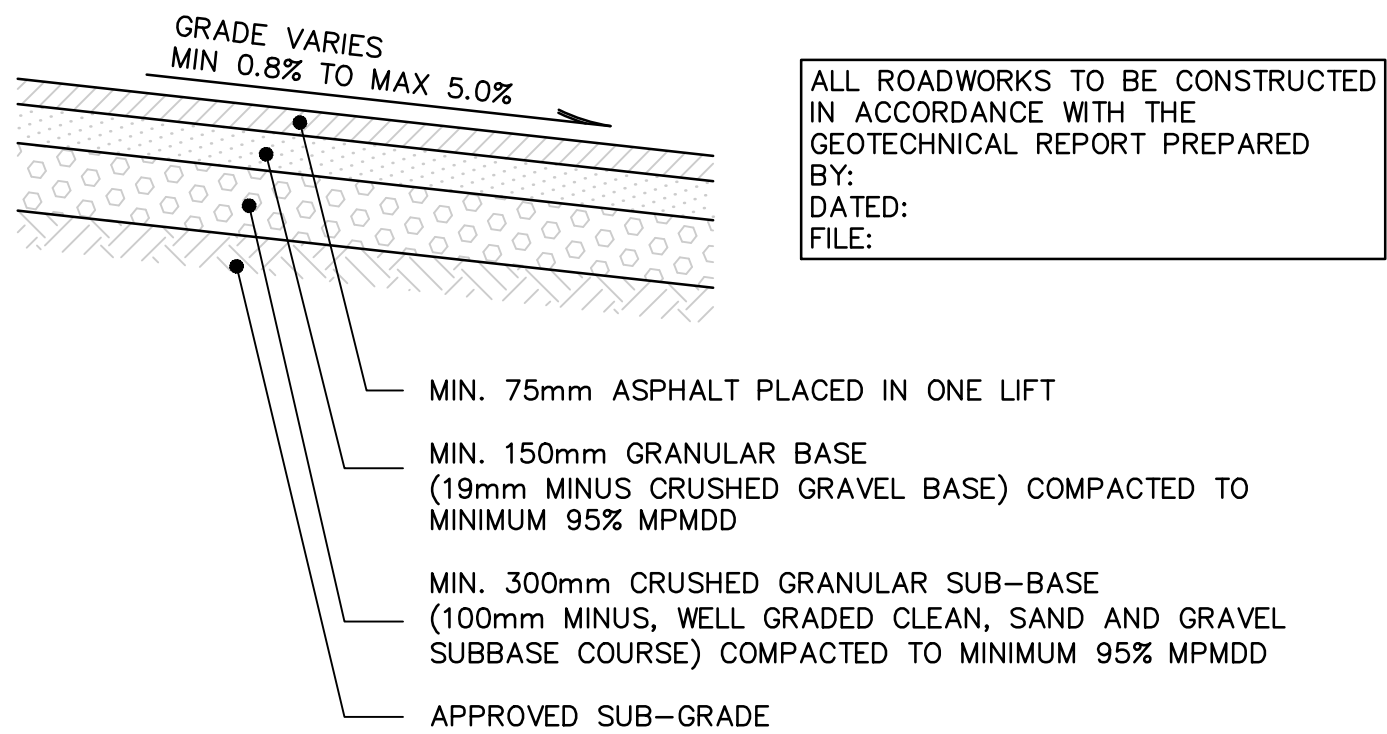 GRADE VARIES
MIN 0.8% TO MAX 5.0%
ALL ROADWORKS TO BE CONSTRUCTED
IN ACCORDANCE WITH THE
GEOTECHNICAL REPORT PREPARED
BY:
DATED:
FILE:
MIN. 75mm ASPHALT PLACED IN ONE LIFT
MIN. 150mm GRANULAR BASE
(19mm MINUS CRUSHED GRAVEL BASE) COMPACTED TO
MINIMUM 95% MPMDD
MIN. 300mm CRUSHED GRANULAR SUB-BASE
(100mm MINUS, WELL GRADED CLEAN, SAND AND GRAVEL
SUBBASE COURSE) COMPACTED TO MINIMUM 95% MPMDD
APPROVED SUB-GRADE